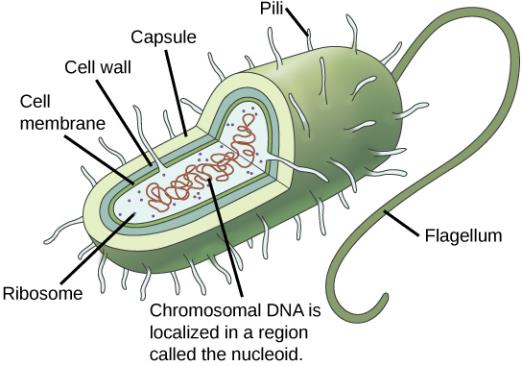 Pili
Capsule
Cell wall
Cell
membrane
Flagellum
Ribosome
Chromosomal DNA is
localized in a region
called the nucleoid.